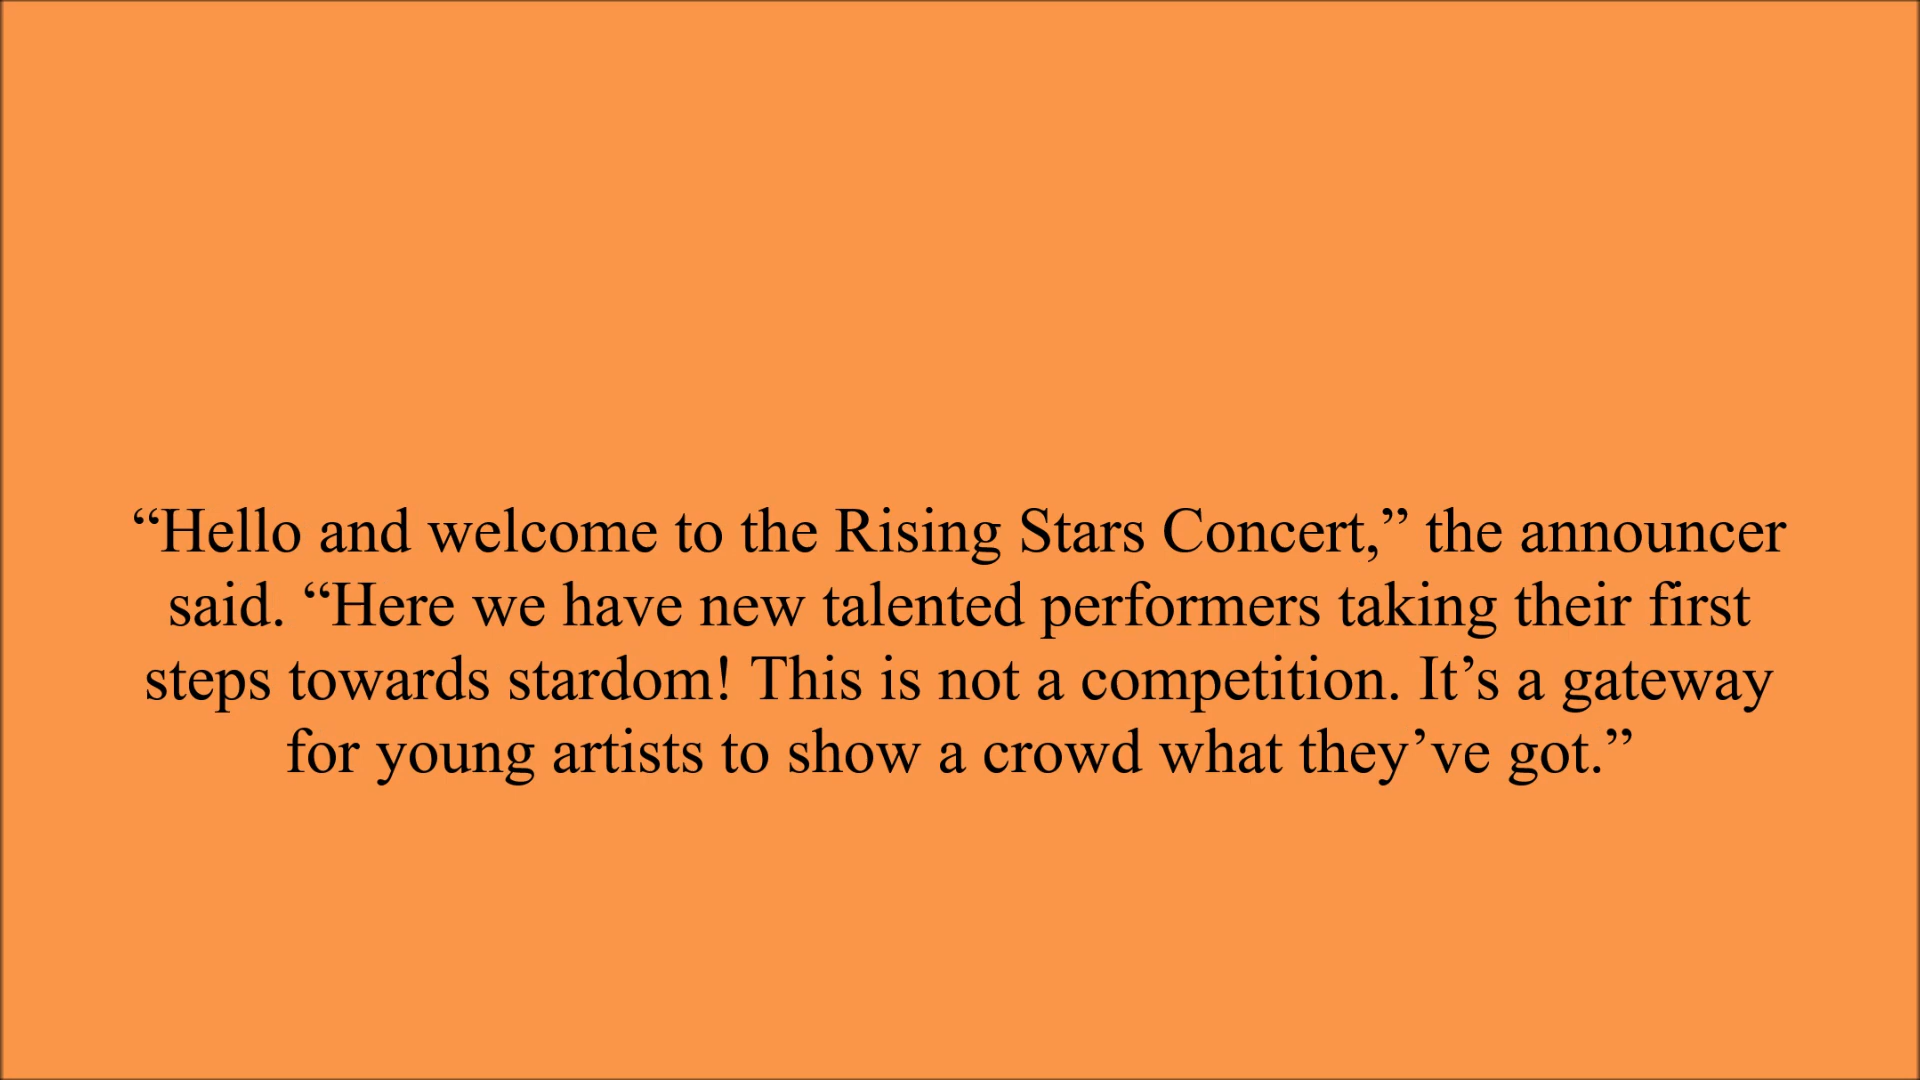 “Hello and welcome to the Rising Stars Concert,” the announcer
said. “Here we have new talented performers taking their first
steps towards stardom! This is not a competition. It’s a gateway
for young artists to show a crowd what they’ve got.”